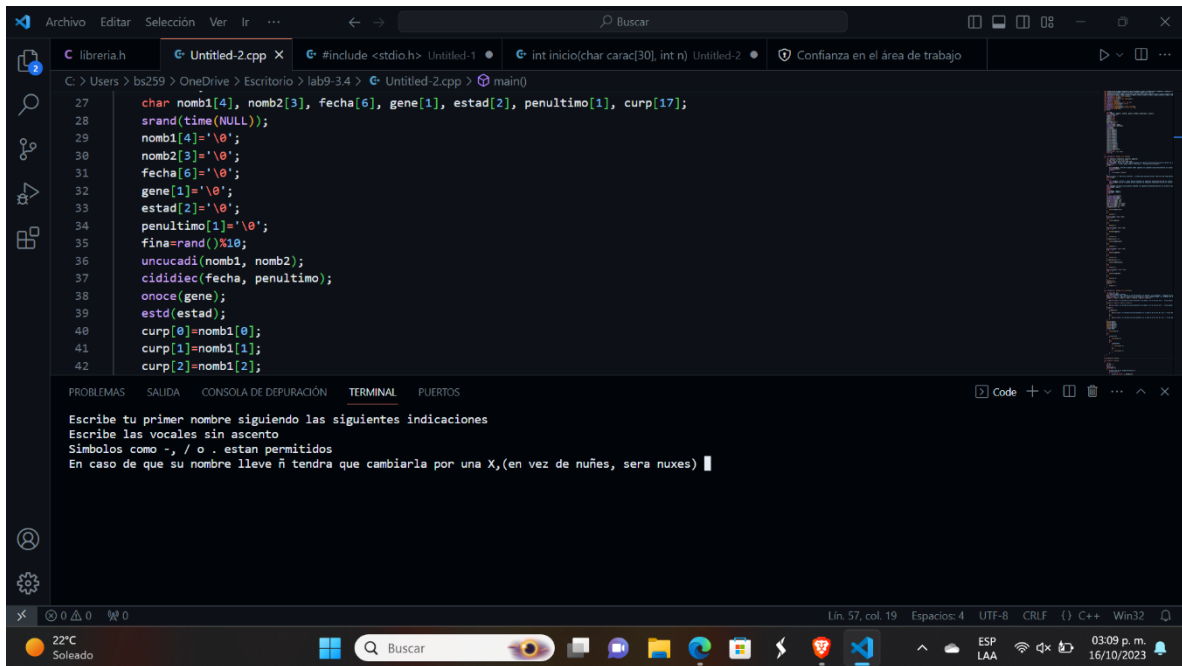 Archivo Editar Selección Ver Ir ··· Buscar
libreria.h Untitled-2.cpp #include <stdio.h> Untitled-1 int inicio(char carac[30], int n) Untitled-2 Confianza en el área de trabajo
C: > Users > bs259 > OneDrive > Escritorio > lab9-3.4 > Untitled-2.cpp > main()
27 char nomb1[4], nomb2[3], fecha[6], gene[1], estad[2], penultimo[1], curp[17];
28 srand(time(NULL));
29 nomb1[4]='\0';
30 nomb2[3]='\0';
31 fecha[6]='\0';
32 gene[1]='\0';
33 estad[2]='\0';
34 penultimo[1]='\0';
35 fina=rand()%10;
36 uncucadi(nomb1, nomb2);
37 cididiec(fecha, penultimo);
38 onoce(gene);
39 estd(estad);
40 curp[0]=nomb1[0];
41 curp[1]=nomb1[1];
42 curp[2]=nomb1[2];
PROBLEMAS SALIDA CONSOLA DE DEPURACIÓN TERMINAL PUERTOS Code
Escribe tu primer nombre siguiendo las siguientes indicaciones
Escribe las vocales sin ascento
Simbolos como -, / o . estan permitidos
En caso de que su nombre lleve ñ tendra que cambiarla por una X,(en vez de nuñes, sera nuxes)
0 0 0 Lín. 57, col. 19 Espacios: 4 UTF-8 CRLF {} C++ Win32
22°C
Soleado
Buscar
ESP
LAA
03:09 p. m.
16/10/2023